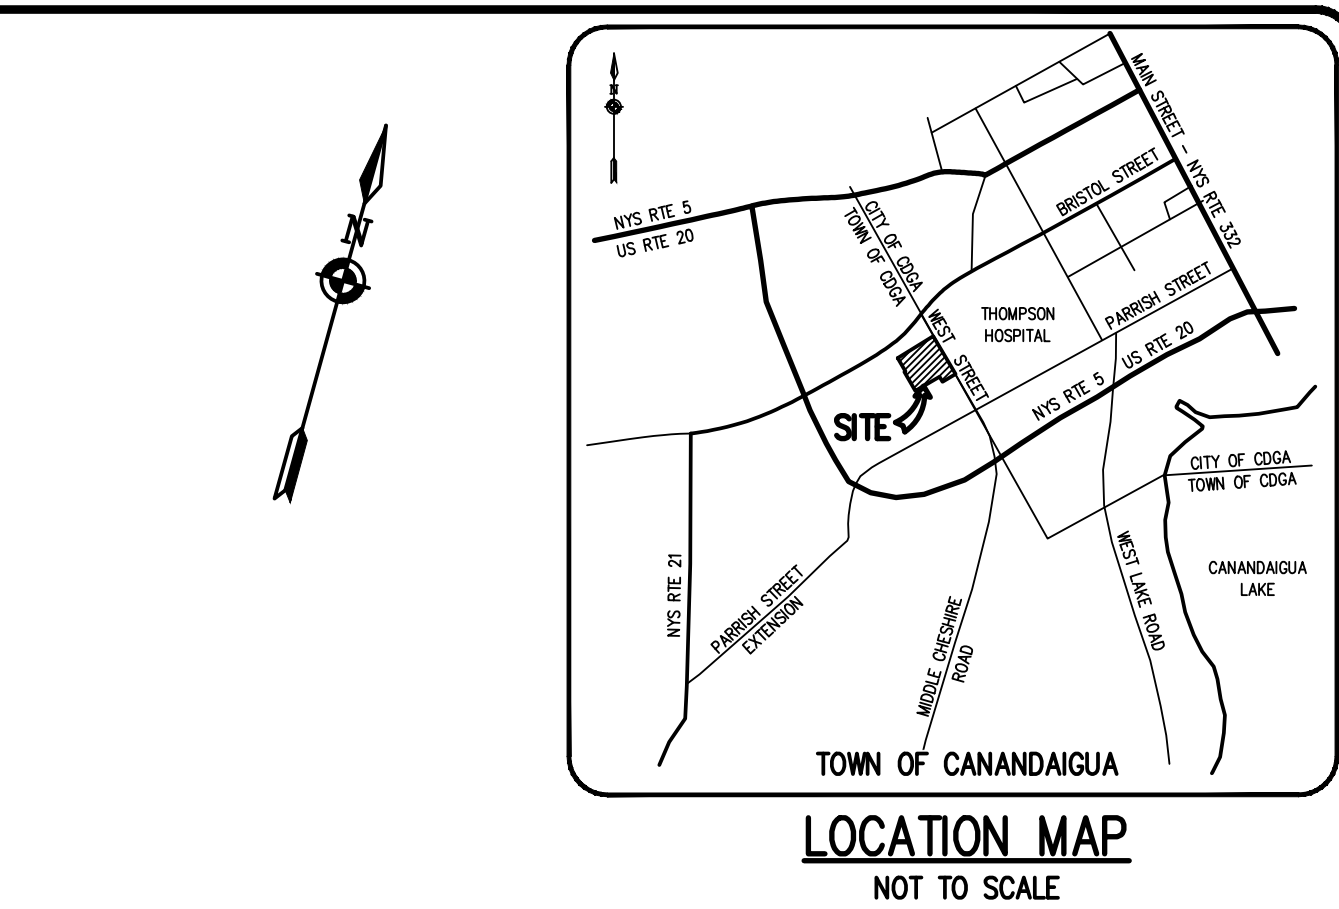 N
N
MAIN STREET - NYS RTE 332
NYS RTE 5
US RTE 20
CITY OF CDGA
TOWN OF CDGA
BRISTOL STREET
THOMPSON
HOSPITAL
WEST STREET
PARRISH STREET
NYS RTE 5 US RTE 20
SITE
CITY OF CDGA
TOWN OF CDGA
NYS RTE 21
PARRISH STREET
EXTENSION
MIDDLE CHESHIRE
ROAD
WEST LAKE ROAD
CANANDAIGUA
LAKE
TOWN OF CANANDAIGUA
LOCATION MAP
NOT TO SCALE